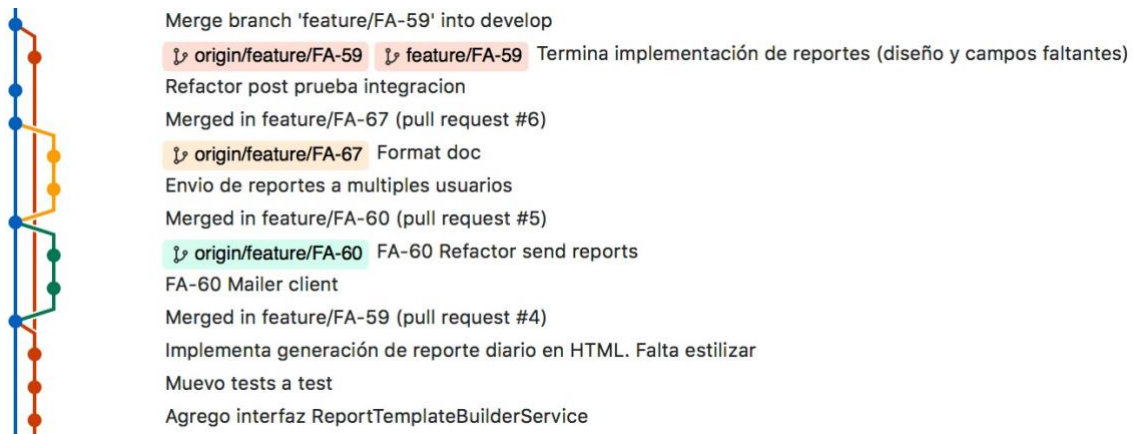 Merge branch 'feature/FA-59' into develop
origin/feature/FA-59 feature/FA-59 Termina implementación de reportes (diseño y campos faltantes)
Refactor post prueba integracion
Merged in feature/FA-67 (pull request #6)
origin/feature/FA-67 Format doc
Envio de reportes a multiples usuarios
Merged in feature/FA-60 (pull request #5)
origin/feature/FA-60 FA-60 Refactor send reports
FA-60 Mailer client
Merged in feature/FA-59 (pull request #4)
Implementa generación de reporte diario en HTML. Falta estilizar
Muevo tests a test
Agrego interfaz ReportTemplateBuilderService